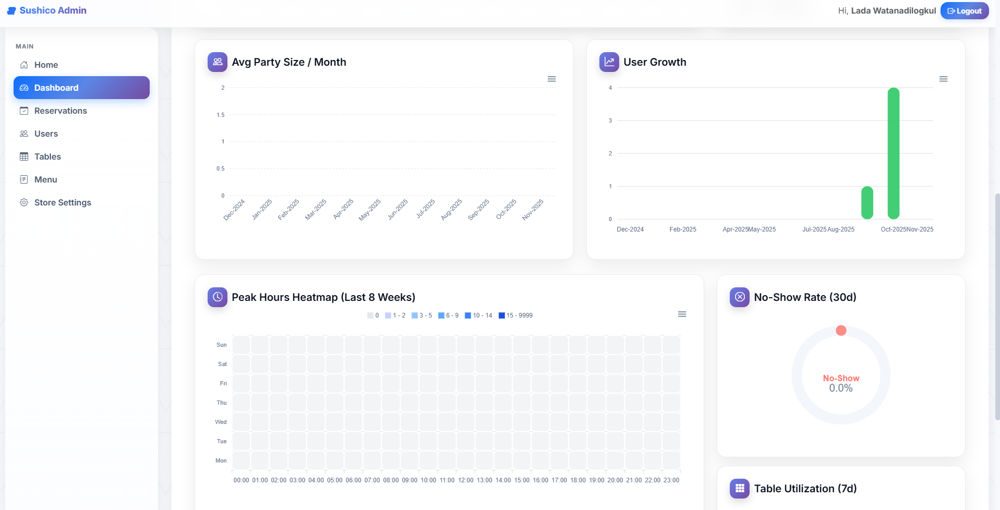 Sushico Admin
Hi, Lada Watanadilogkul
Logout
MAIN
Home
Dashboard
Reservations
Users
Tables
Menu
Store Settings
Avg Party Size / Month
2
1.5
1
0.5
0
Dec-2024
Jan-2025
Feb-2025
Mar-2025
Apr-2025
May-2025
Jun-2025
Jul-2025
Aug-2025
Sep-2025
Oct-2025
Nov-2025
User Growth
4
3
2
1
0
Dec-2024
Feb-2025
Apr-2025
May-2025
Jul-2025
Aug-2025
Oct-2025
Nov-2025
Peak Hours Heatmap (Last 8 Weeks)
0
1 - 2
3 - 5
6 - 9
10 - 14
15 - 9999
Sun
Sat
Fri
Thu
Wed
Tue
Mon
00:00 01:00 02:00 03:00 04:00 05:00 06:00 07:00 08:00 09:00 10:00 11:00 12:00 13:00 14:00 15:00 16:00 17:00 18:00 19:00 20:00 21:00 22:00 23:00
No-Show Rate (30d)
No-Show
0.0%
Table Utilization (7d)